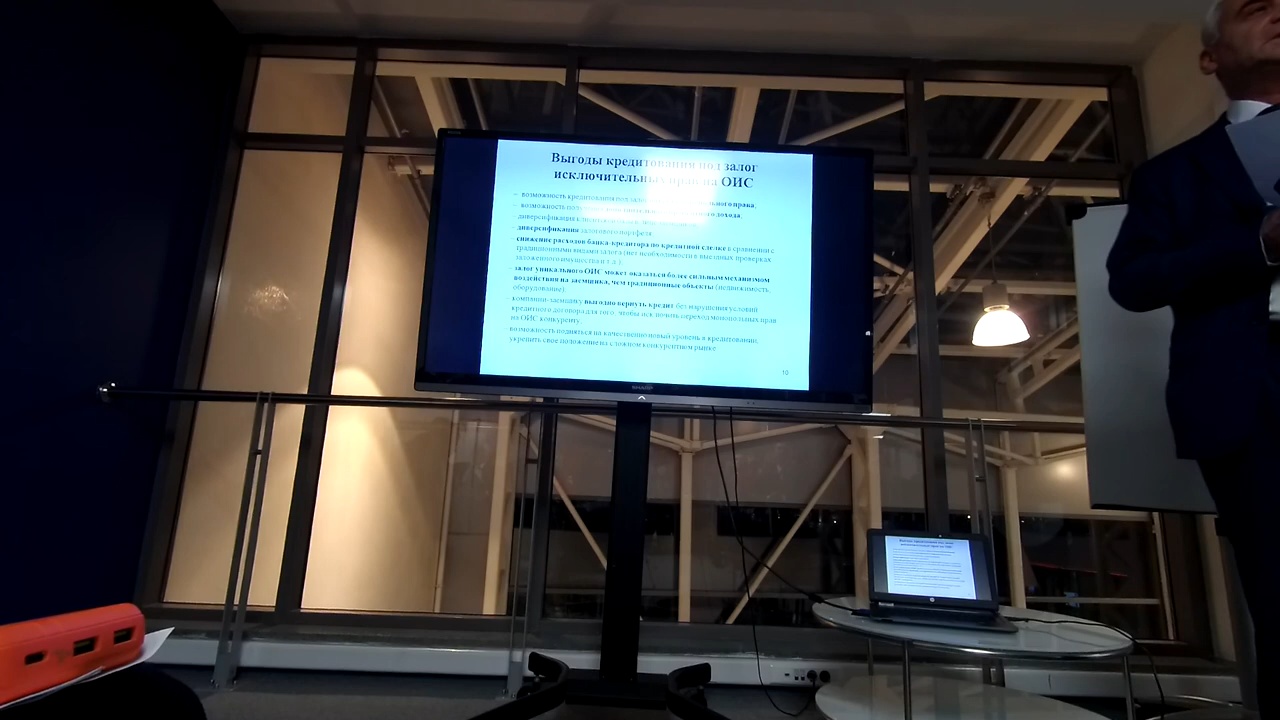 Выгоды кредитования под залог
исключительных прав на ОИС
– возможность кредитования под
– возможность дохода,
диверсификация
- диверсификация залогового портфеля
снижение расходов банка-кредитора по кредитной сделке в сравнении с
традиционными видами залога (нет необходимости в выездных проверках
заложенного имущества и т.д.);
– залог уникального ОИС может оказаться более сильным механизмом
воздействия на заемщика, чем традиционные объекты (недвижимость,
оборудование)
- компании-заемщику выгодно вернуть кредит без нарушения условий
кредитного договора для того, чтобы исключить переход монопольных прав
на ОИС конкуренту
- возможность подняться на качественно новый уровень в кредитовании,
укрепить свое положение на сложном конкурентном рынке
10
SHARP